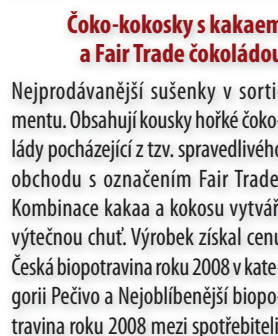 Čoko-kokosky s kakaem
a Fair Trade čokoládou
Nejprodávanější sušenky v sorti-
mentu. Obsahují kousky hořké čoko-
lády pocházející z tzv. spravedlivého
obchodu s označením Fair Trade
Kombinace kakaa a kokosu vytváří
výtečnou chuť. Výrobek získal cenu
Česká biopotravina roku 2008 v kate-
gorii Pečivo a Nejoblíbenější biopo-
travina roku 2008 mezi spotřebiteli